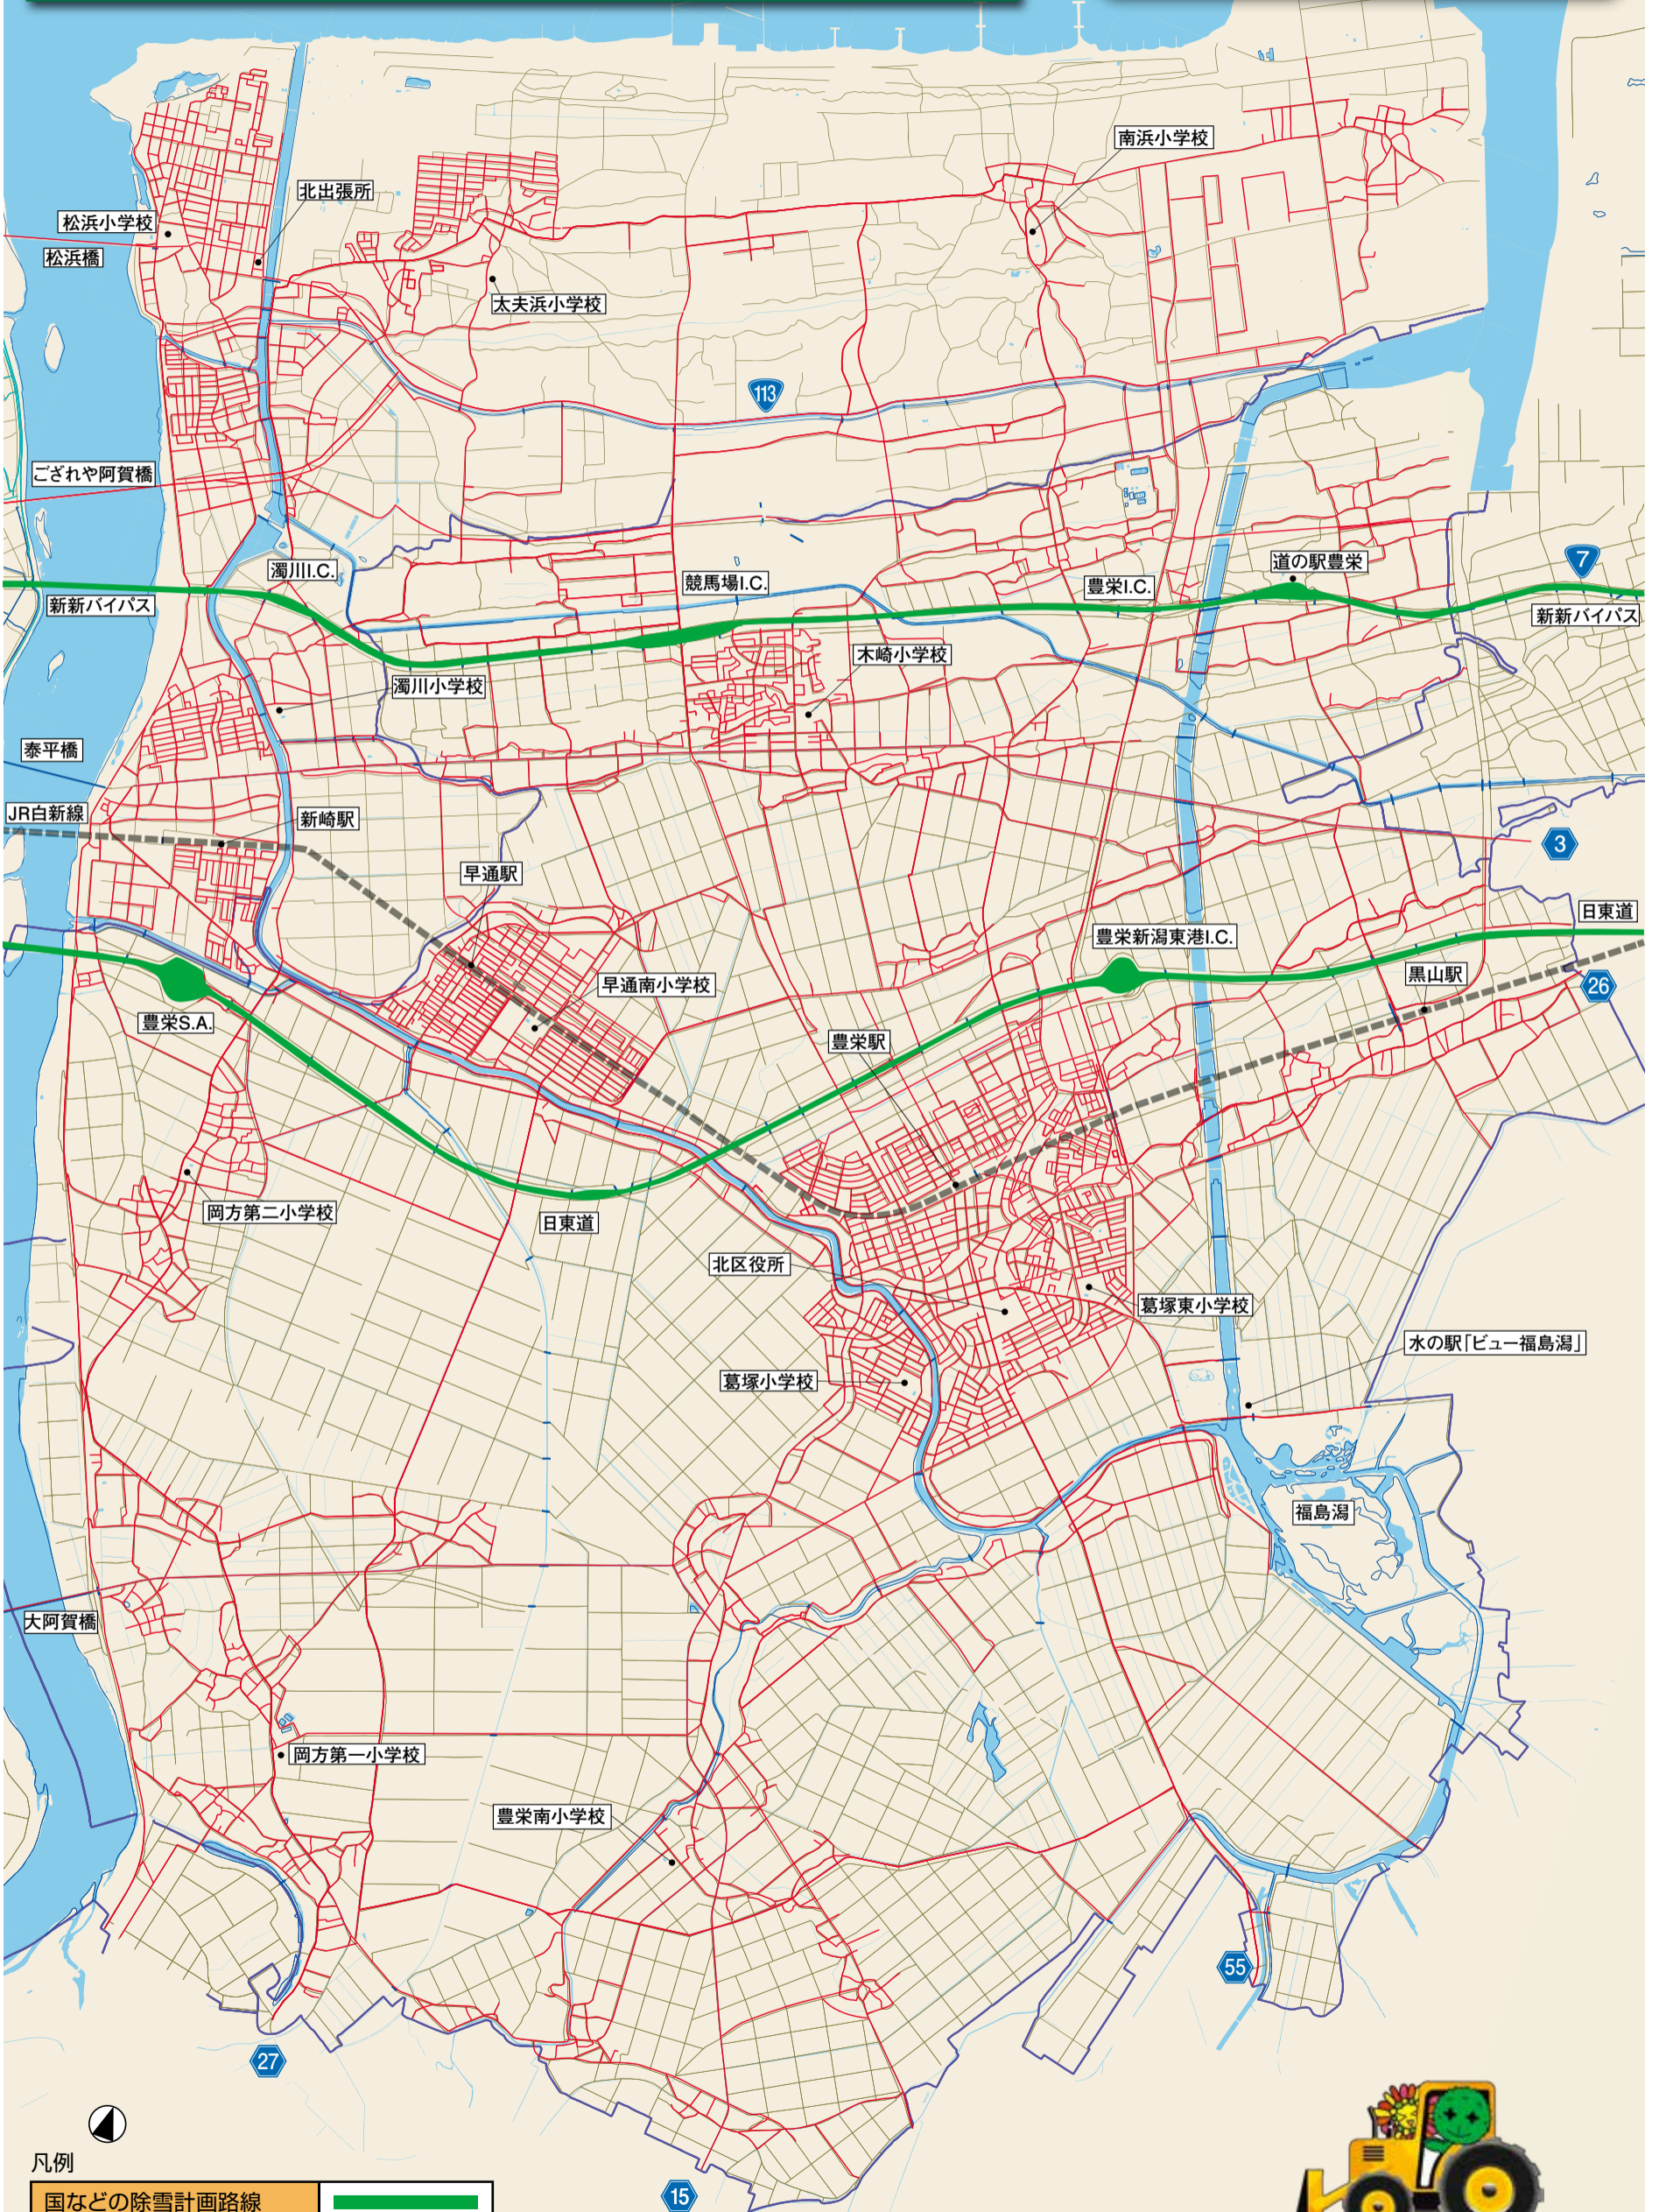 南浜小学校
北出張所
松浜小学校
松浜橋
太夫浜小学校
113
ござれや阿賀橋
濁川I.C.
競馬場I.C.
豊栄I.C.
道の駅豊栄
7
新新バイパス
新新バイパス
木崎小学校
濁川小学校
泰平橋
JR白新線
新崎駅
3
早通駅
日東道
豊栄新潟東港I.C.
黒山駅
26
早通南小学校
豊栄S.A.
豊栄駅
岡方第二小学校
日東道
北区役所
葛塚東小学校
水の駅「ビュー福島潟」
葛塚小学校
福島潟
大阿賀橋
岡方第一小学校
豊栄南小学校
55
27
凡例
15
国などの除雪計画路線